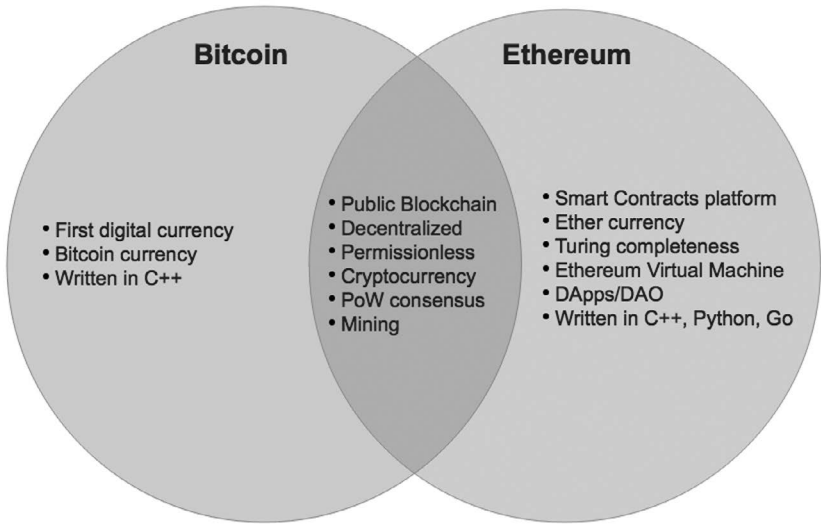 Bitcoin
Ethereum
• First digital currency
• Bitcoin currency
• Written in C++
• Public Blockchain
• Decentralized
• Permissionless
• Cryptocurrency
• PoW consensus
• Mining
• Smart Contracts platform
• Ether currency
• Turing completeness
• Ethereum Virtual Machine
• DApps/DAO
• Written in C++, Python, Go